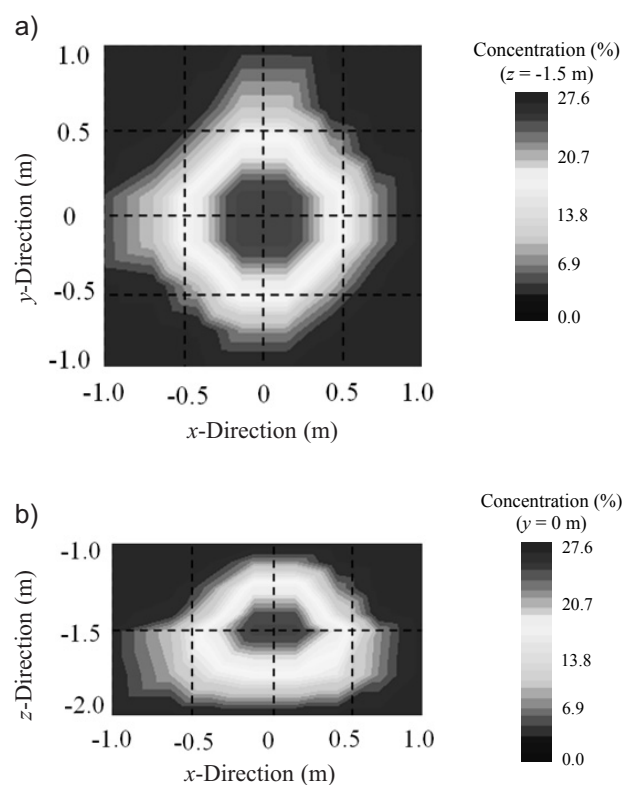 a)
Concentration (%)
(z = -1.5 m)
1.0
0.5
0
-0.5
-1.0
y-Direction (m)
-1.0
-0.5
0
0.5
1.0
x-Direction (m)
27.6
20.7
13.8
6.9
0.0
b)
Concentration (%)
(y = 0 m)
-1.0
-1.5
-2.0
z-Direction (m)
-1.0
-0.5
0
0.5
1.0
x-Direction (m)
27.6
20.7
13.8
6.9
0.0